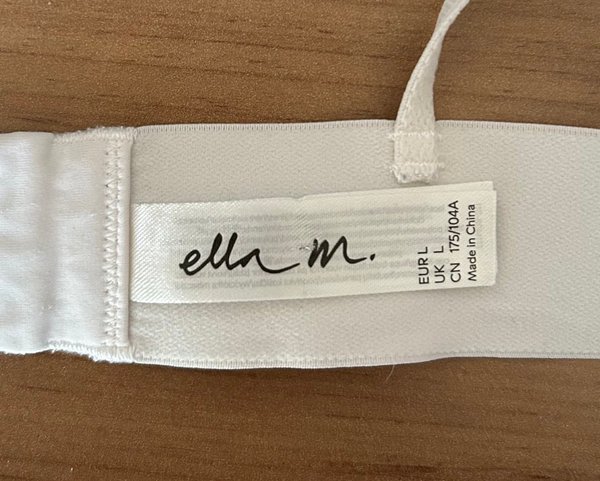 ella m.
EUR L
UK L
CN 175/104A
Made in China